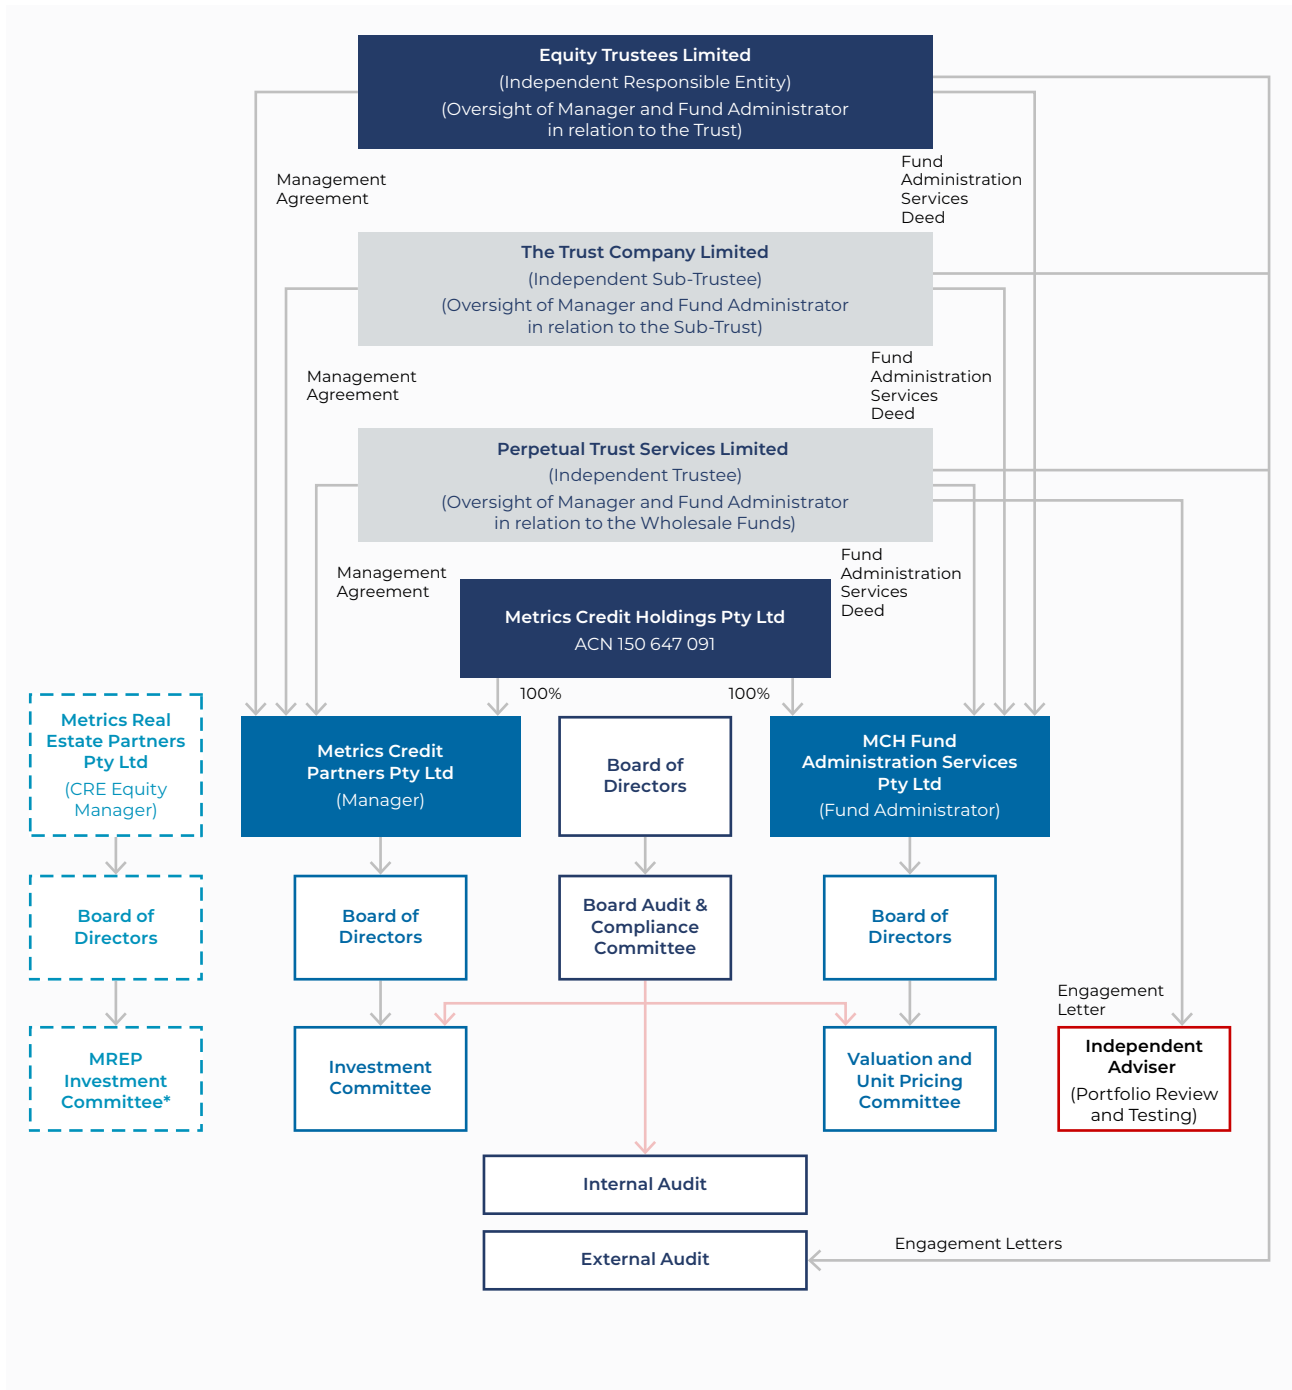 Equity Trustees Limited
(Independent Responsible Entity)
(Oversight of Manager and Fund Administrator
in relation to the Trust)
Management
Agreement
Fund
Administration
Services
Deed
The Trust Company Limited
(Independent Sub-Trustee)
(Oversight of Manager and Fund Administrator
in relation to the Sub-Trust)
Management
Agreement
Fund
Administration
Services
Deed
Perpetual Trust Services Limited
(Independent Trustee)
(Oversight of Manager and Fund Administrator
in relation to the Wholesale Funds)
Management
Agreement
Fund
Administration
Services
Deed
Metrics Credit Holdings Pty Ltd
ACN 150 647 091
100%
100%
Metrics Real
Estate Partners
Pty Ltd
(CRE Equity
Manager)
Metrics Credit
Partners Pty Ltd
(Manager)
Board of
Directors
MCH Fund
Administration Services
Pty Ltd
(Fund Administrator)
Board of
Directors
Board of
Directors
Board Audit &
Compliance
Committee
Board of
Directors
Engagement
Letter
MREP
Investment
Committee*
Investment
Committee
Valuation and
Unit Pricing
Committee
Independent
Adviser
(Portfolio Review
and Testing)
Internal Audit
External Audit
Engagement Letters